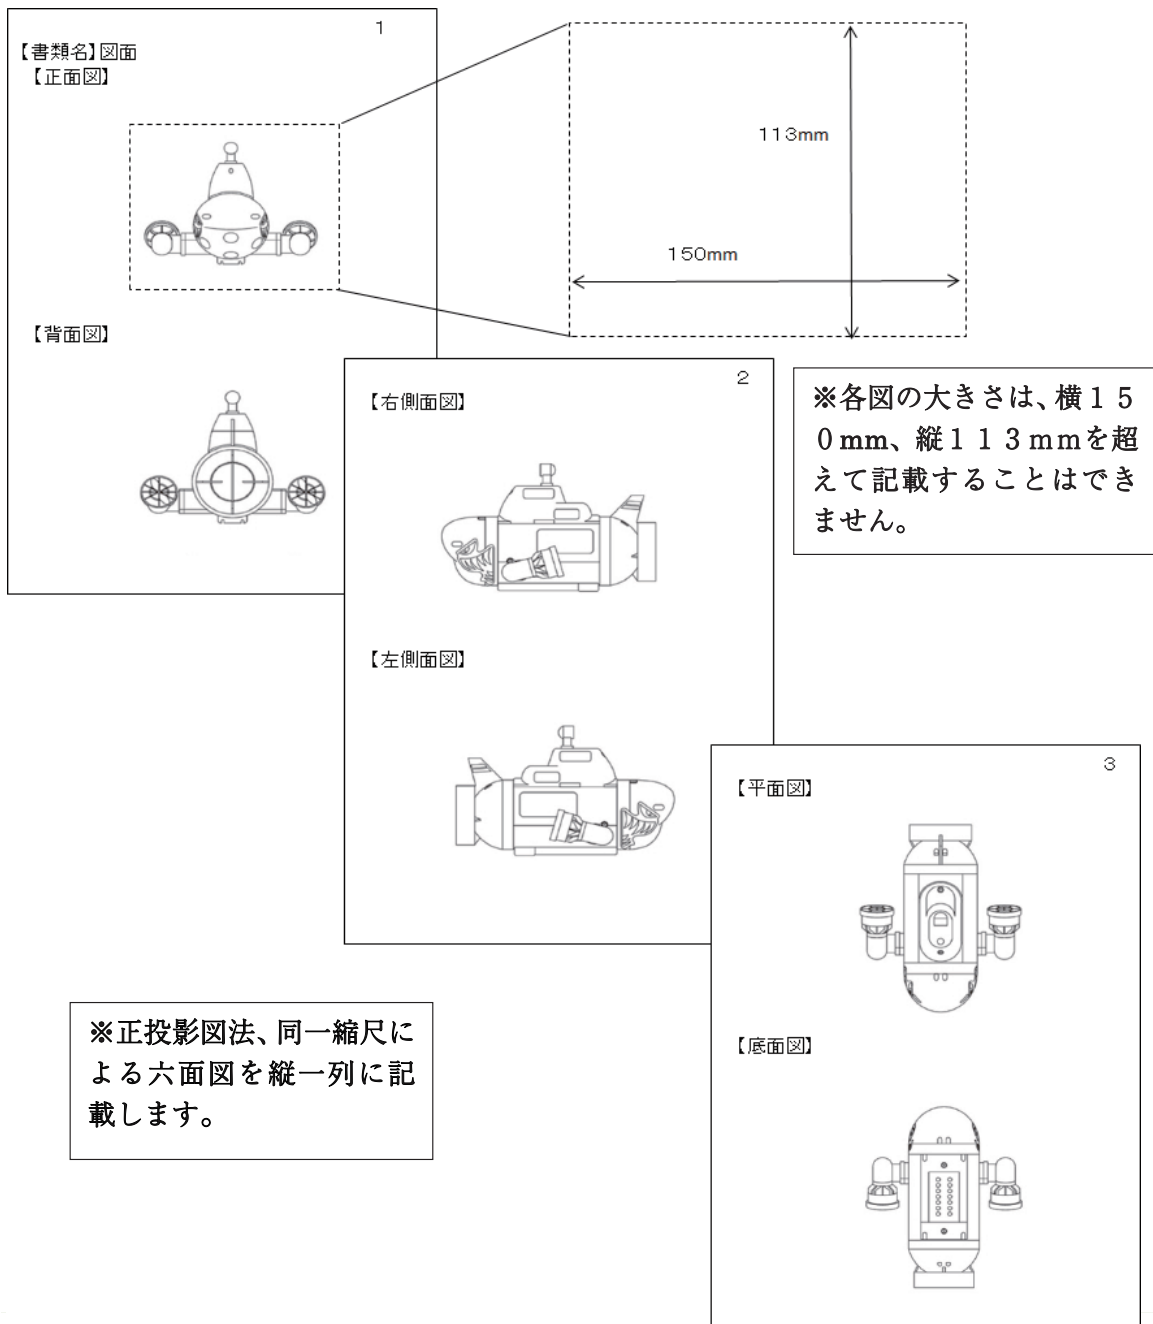 1
【書類名】図面
【正面図】
113mm
150mm
【背面図】
2
【右側面図】
※各図の大きさは、横１５
０mm、縦１１３mmを超
えて記載することはでき
ません。
【左側面図】
3
【平面図】
※正投影図法、同一縮尺に
よる六面図を縦一列に記
載します。
【底面図】